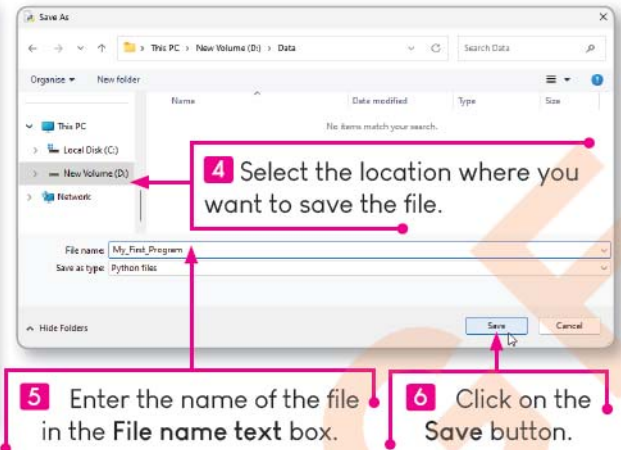 Save As
This PC > New Volume (D:) > Data
Search Data
Organise
New folder
Name
Date modified
Type
Size
No items match your search.
This PC
Local Disk (C:)
New Volume (D:)
Network
4 Select the location where you
want to save the file.
File name: My_First_Program
Save as type: Python files
Hide Folders
Save
Cancel
5 Enter the name of the file
in the File name text box.
6 Click on the
Save button.